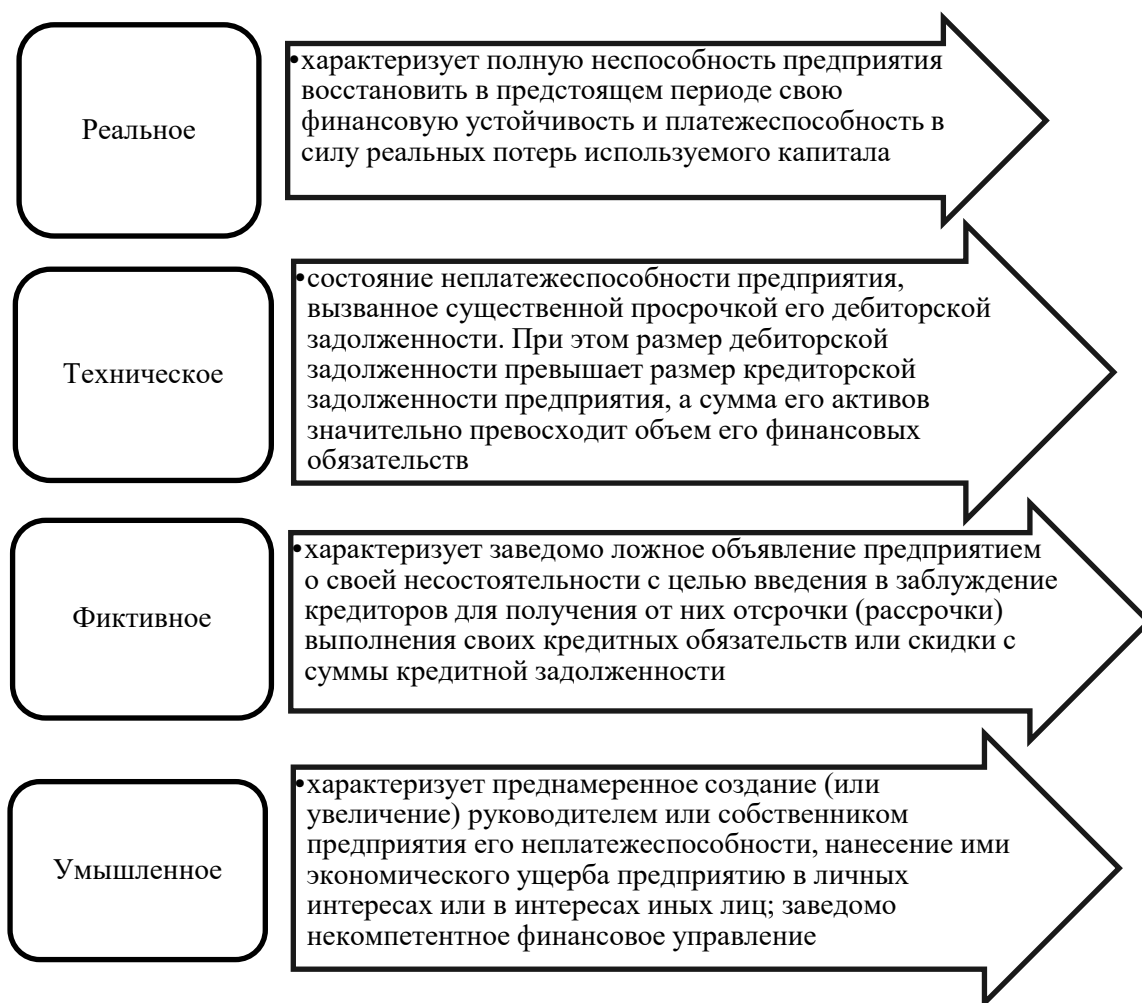 Реальное
•характеризует полную неспособность предприятия
восстановить в предстоящем периоде свою
финансовую устойчивость и платежеспособность в
силу реальных потерь используемого капитала
Техническое
•состояние неплатежеспособности предприятия,
вызванное существенной просрочкой его дебиторской
задолженности. При этом размер дебиторской
задолженности превышает размер кредиторской
задолженности предприятия, а сумма его активов
значительно превосходит объем его финансовых
обязательств
Фиктивное
•характеризует заведомо ложное объявление предприятием
о своей несостоятельности с целью введения в заблуждение
кредиторов для получения от них отсрочки (рассрочки)
выполнения своих кредитных обязательств или скидки с
суммы кредитной задолженности
Умышленное
•характеризует преднамеренное создание (или
увеличение) руководителем или собственником
предприятия его неплатежеспособности, нанесение ими
экономического ущерба предприятию в личных
интересах или в интересах иных лиц; заведомо
некомпетентное финансовое управление